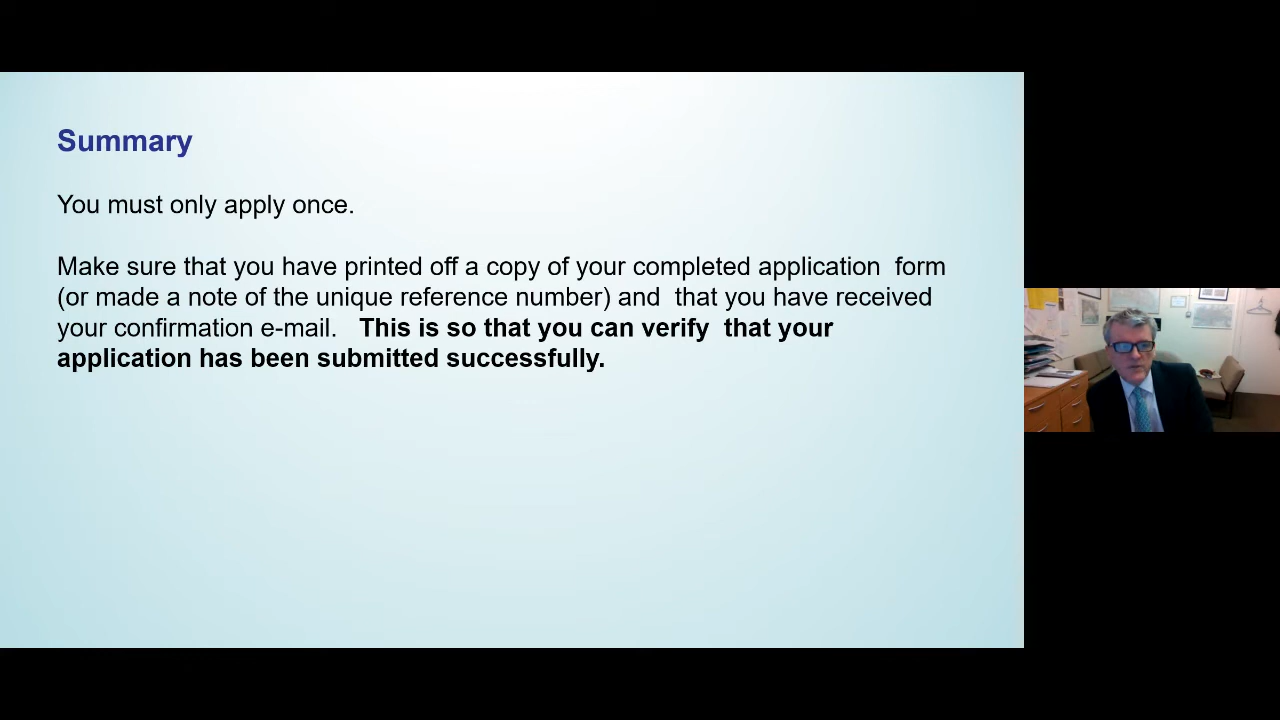 Summary
You must only apply once.
Make sure that you have printed off a copy of your completed application  form
(or made a note of the unique reference number) and  that you have received
your confirmation e-mail.   This is so that you can verify  that your
application has been submitted successfully.